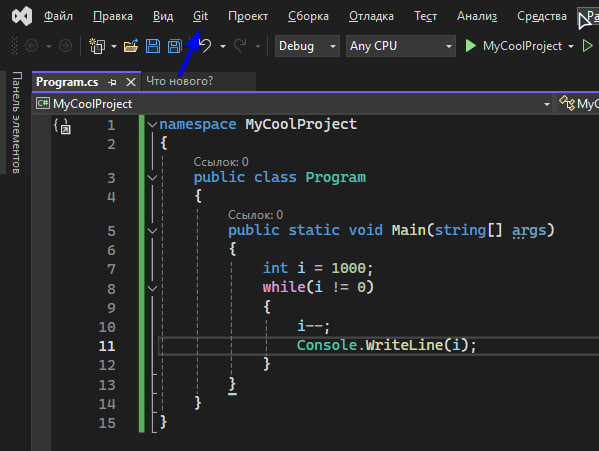 Файл Правка Вид Git Проект Сборка Отладка Тест Анализ Средства
Debug Any CPU MyCoolProject
Панель элементов
Program.cs Что нового?
C# MyCoolProject MyC
1 namespace MyCoolProject
2 {
Ссылок: 0
3 public class Program
4 {
Ссылок: 0
5 public static void Main(string[] args)
6 {
7 int i = 1000;
8 while(i != 0)
9 {
10 i--;
11 Console.WriteLine(i);
12 }
13 }
14 }
15 }